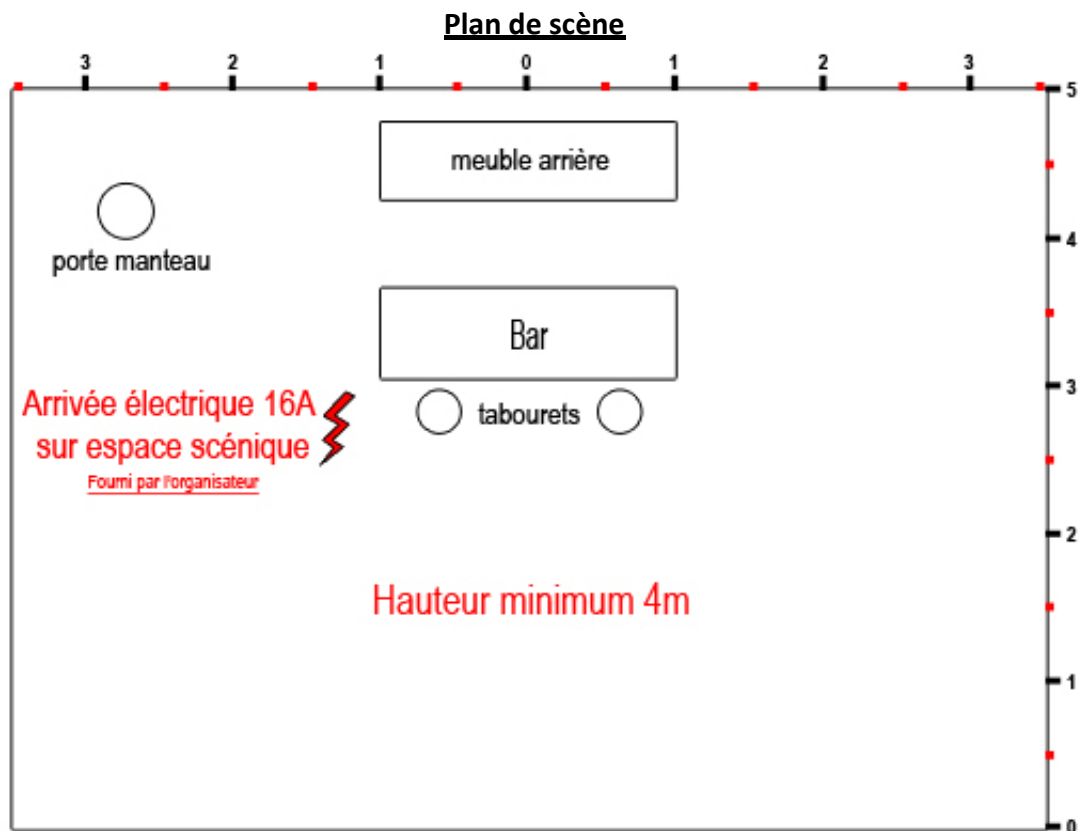 Plan de scène
3 2 1 0 1 2 3
5
meuble arrière
4
porte manteau
Bar
3
Arrivée électrique 16A
tabourets
sur espace scénique
Fourni par l'organisateur
2
Hauteur minimum 4m
1
0